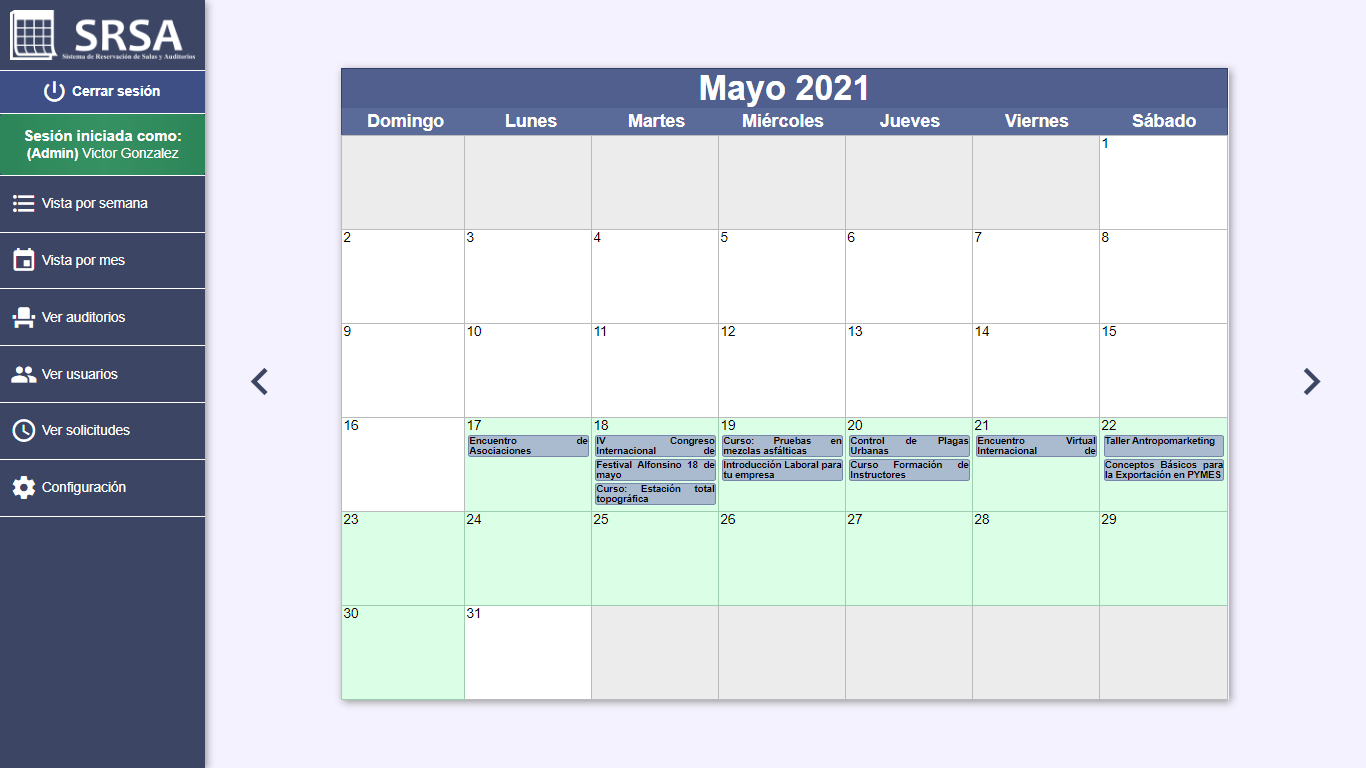 SRSA
Sistema de Reservación de Salas y Auditorios
Cerrar sesión
Sesión iniciada como:
(Admin) Victor Gonzalez
Vista por semana
Vista por mes
Ver auditorios
Ver usuarios
Ver solicitudes
Configuración
Mayo 2021
Domingo Lunes Martes Miércoles Jueves Viernes Sábado
1
2 3 4 5 6 7 8
9 10 11 12 13 14 15
16
17
Encuentro de
Asociaciones
18
IV Congreso
Internacional de
Festival Alfonsino 18 de
mayo
Curso: Estación total
topográfica
19
Curso: Pruebas en
mezclas asfálticas
Introducción Laboral para
tu empresa
20
Control de Plagas
Urbanas
Curso Formación de
Instructores
21
Encuentro Virtual
Internacional de
22
Taller Antropomarketing
Conceptos Básicos para
la Exportación en PYMES
23 24 25 26 27 28 29
30 31